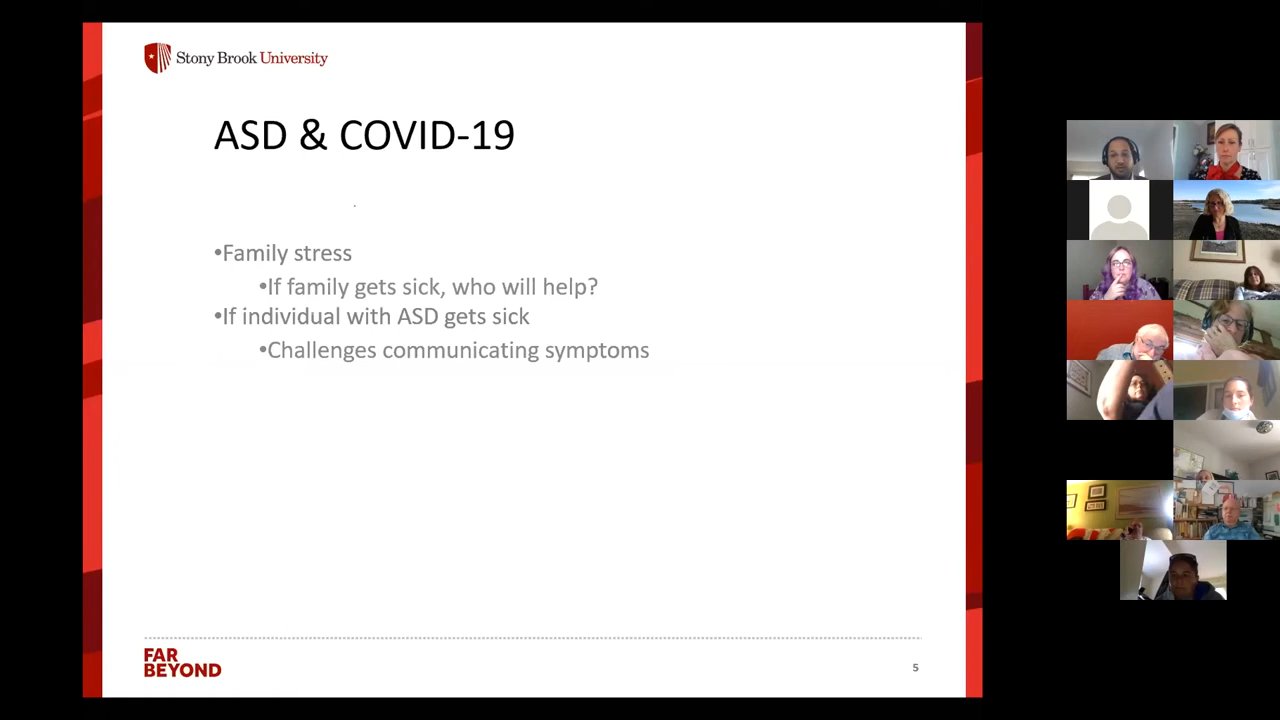 Stony Brook University
ASD & COVID-19
•Family stress
•If family gets sick, who will help?
•If individual with ASD gets sick
•Challenges communicating symptoms
FAR
BEYOND
5